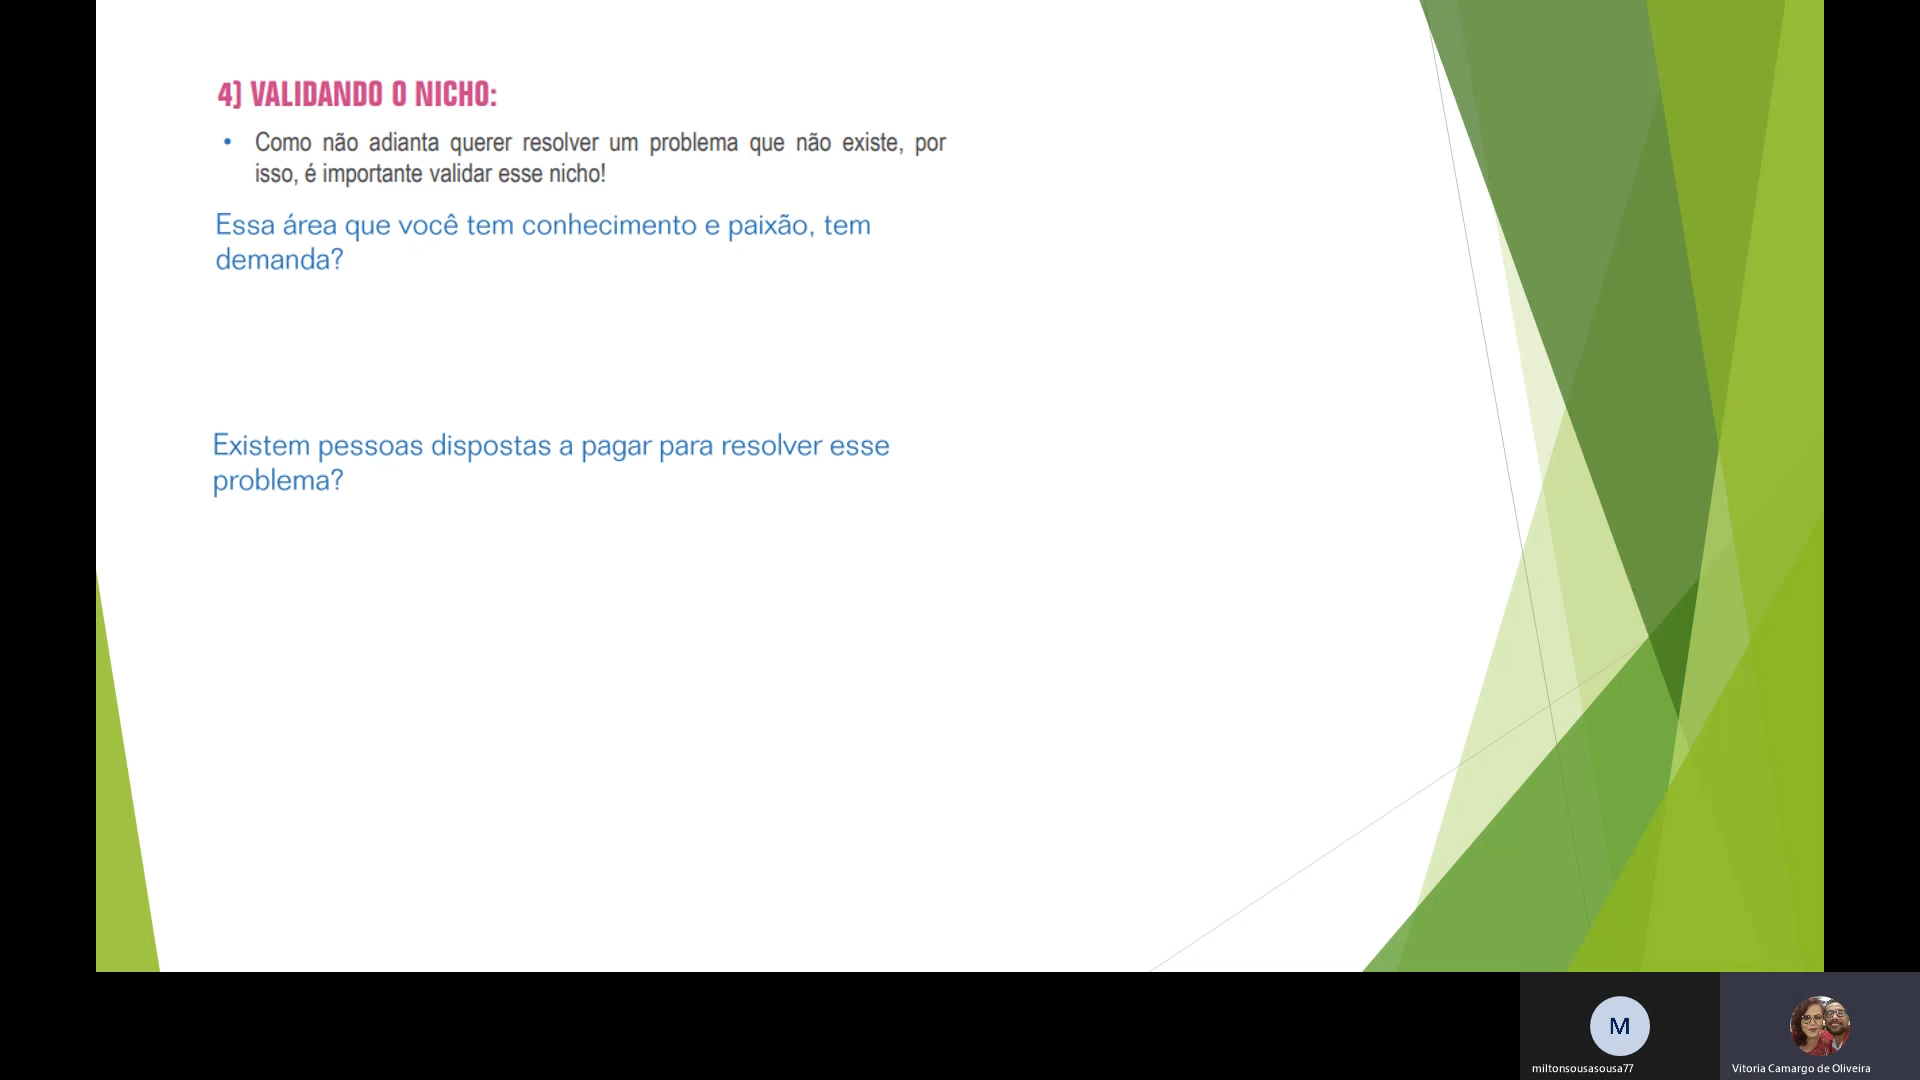 4) VALIDANDO O NICHO:
• Como não adianta querer resolver um problema que não existe, por
isso, é importante validar esse nicho!
Essa área que você tem conhecimento e paixão, tem
demanda?
Existem pessoas dispostas a pagar para resolver esse
problema?
M
miltonsousasousa77
Vitoria Camargo de Oliveira